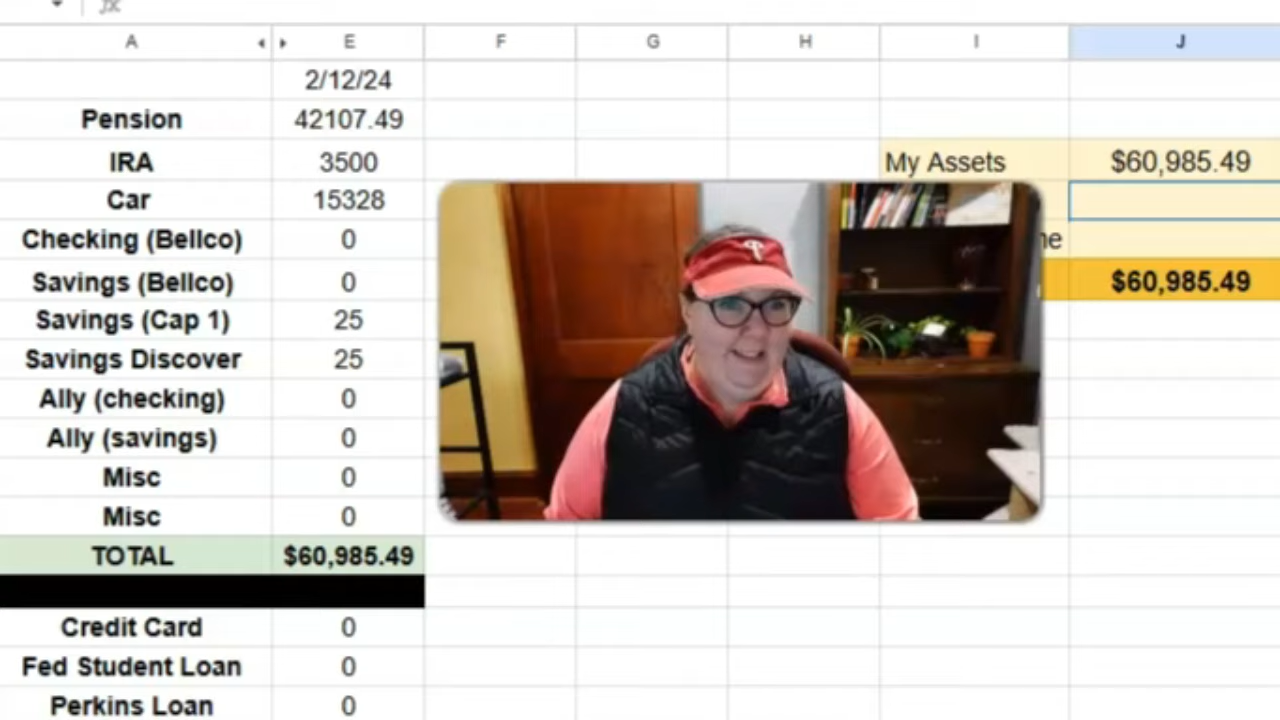 fx
A E F G H I J
2/12/24
Pension 42107.49
IRA 3500 My Assets $60,985.49
Car 15328
Checking (Bellco) 0
Savings (Bellco) 0 $60,985.49
Savings (Cap 1) 25
Savings Discover 25
Ally (checking) 0
Ally (savings) 0
Misc 0
Misc 0
TOTAL $60,985.49
Credit Card 0
Fed Student Loan 0
Perkins Loan 0